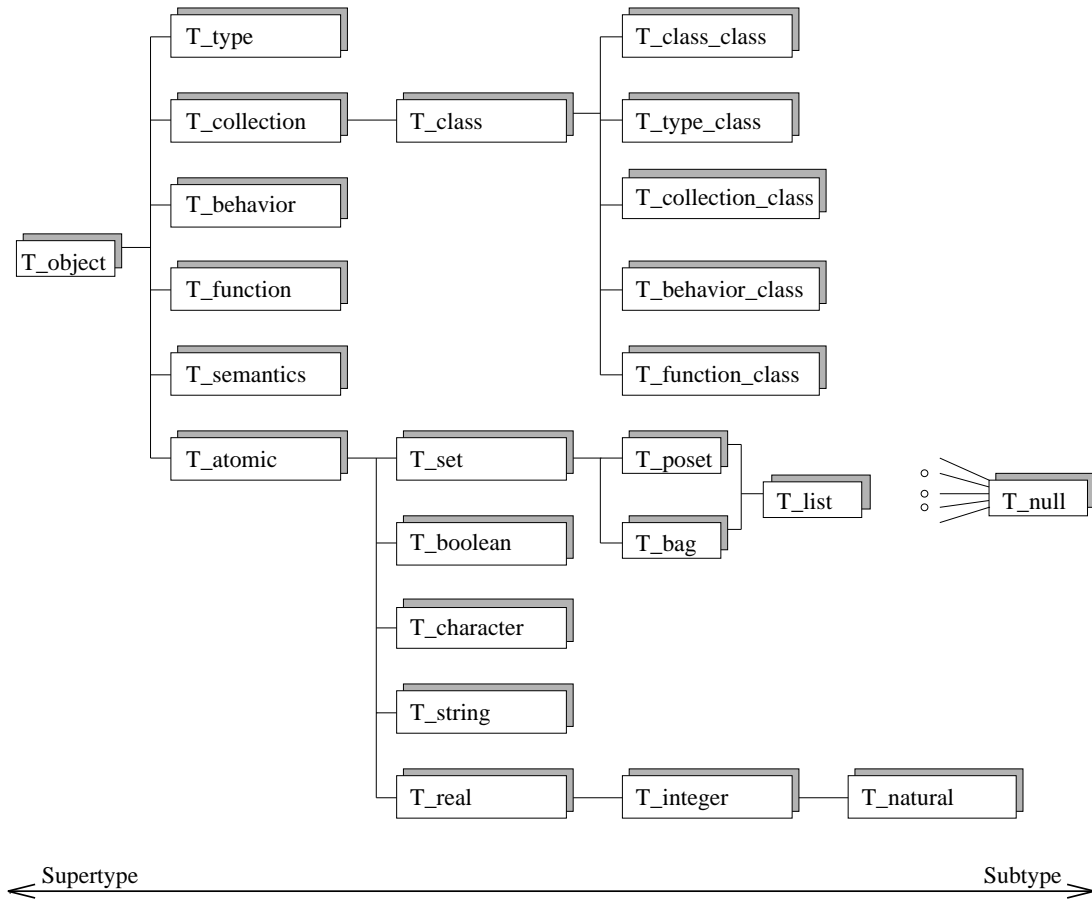 T_type
T_class_class
T_collection
T_class
T_type_class
T_behavior
T_collection_class
T_object
T_function
T_behavior_class
T_semantics
T_function_class
T_atomic
T_set
T_poset
T_list
T_null
T_boolean
T_bag
T_character
T_string
T_real
T_integer
T_natural
Supertype
Subtype